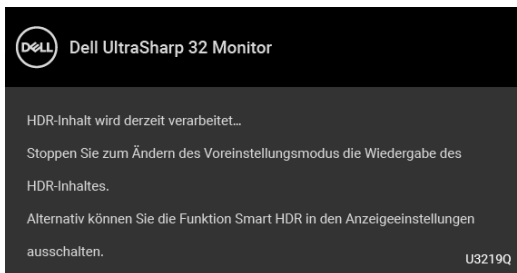 DELL Dell UltraSharp 32 Monitor
HDR-Inhalt wird derzeit verarbeitet...
Stoppen Sie zum Ändern des Voreinstellungsmodus die Wiedergabe des
HDR-Inhaltes.
Alternativ können Sie die Funktion Smart HDR in den Anzeigeeinstellungen
ausschalten.
U3219Q